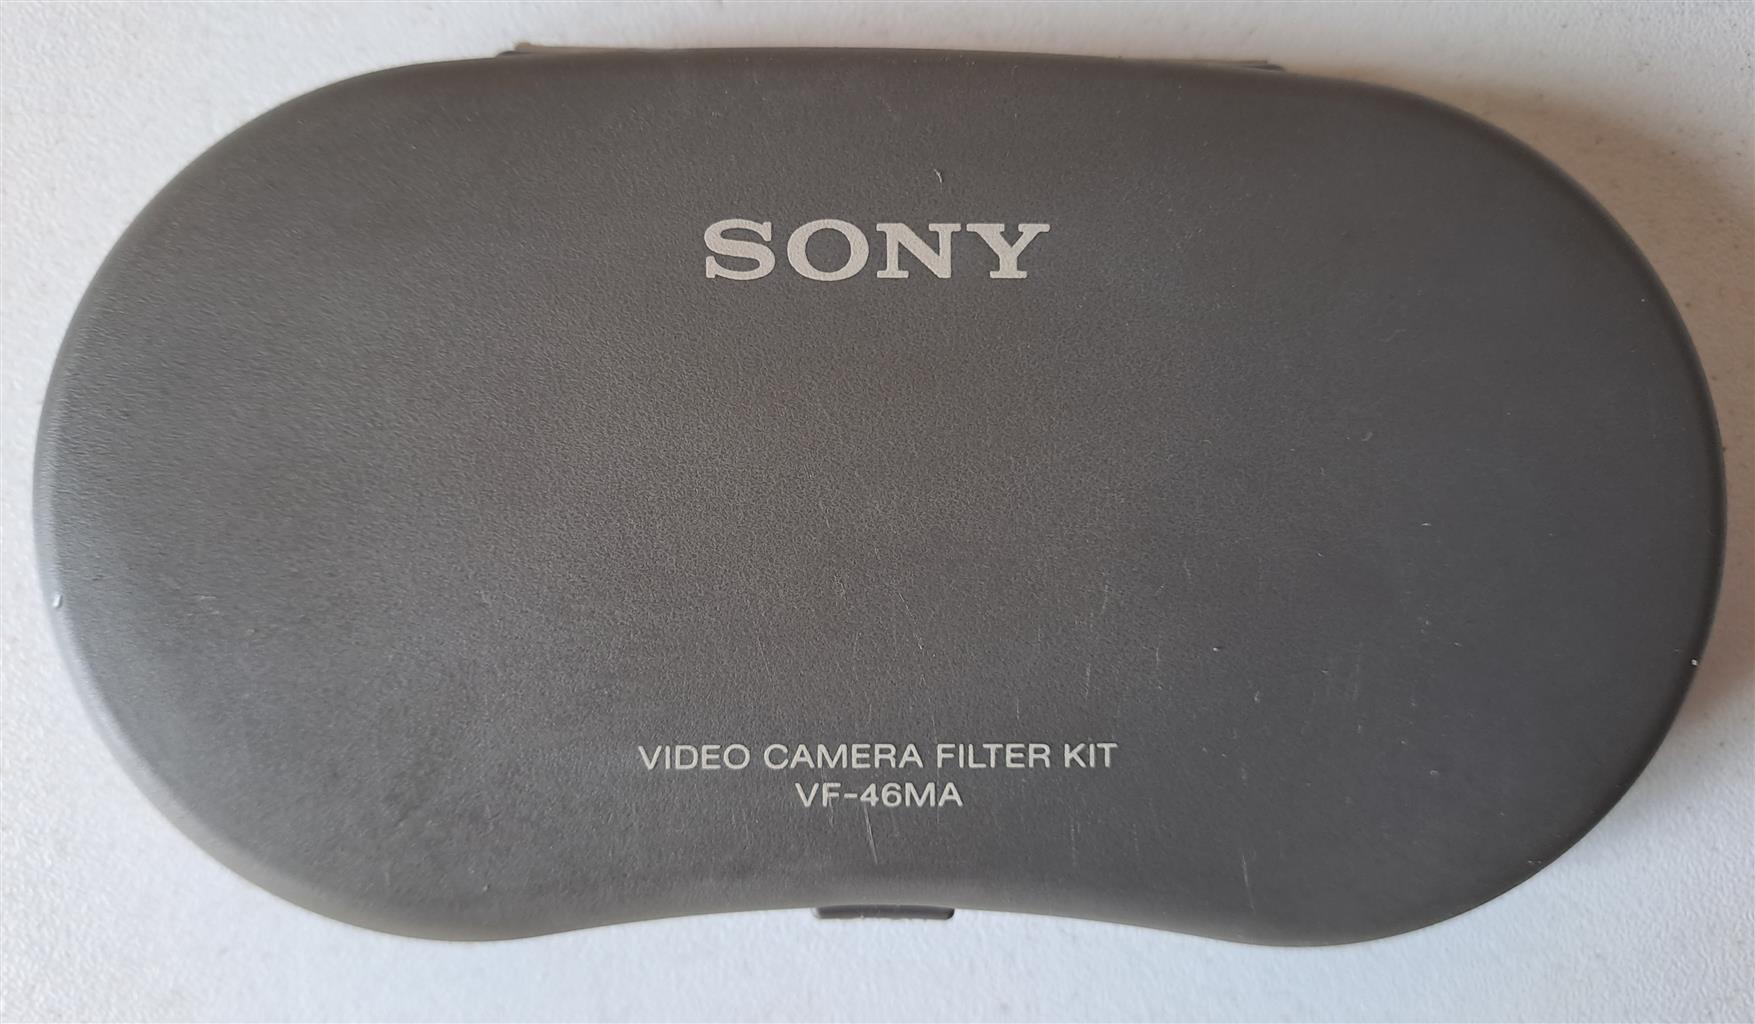 SONY
VIDEO CAMERA FILTER KIT
VF-46MA